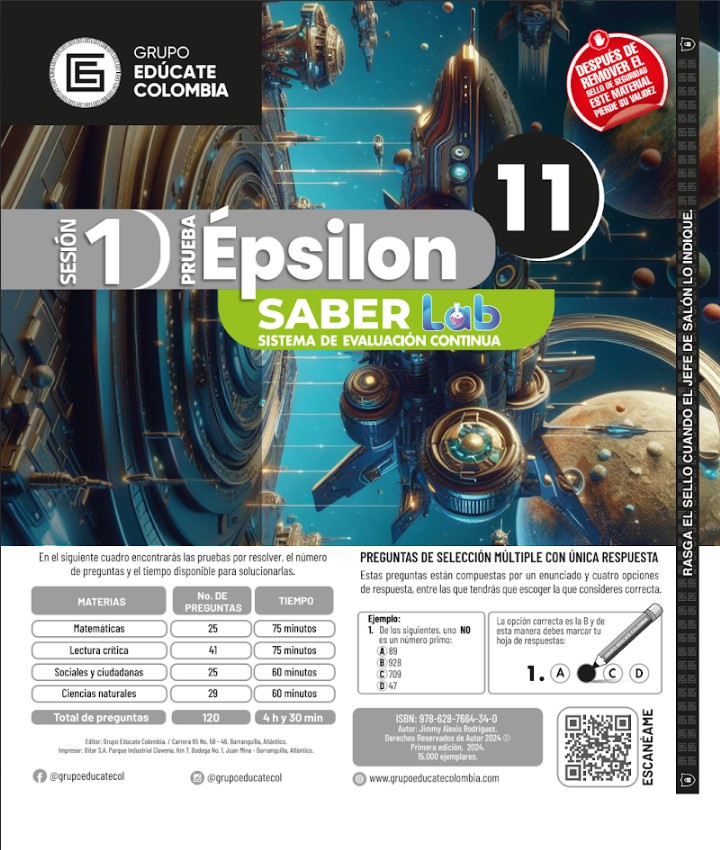 GRUPO
EDÚCATE
COLOMBIA
DESPUÉS DE
REMOVER EL
SELLO DE SEGURIDAD
ESTE MATERIAL
PIERDE SU VALIDEZ
11
SESIÓN
1
PRUEBA
Épsilon
SABER Lab
SISTEMA DE EVALUACIÓN CONTINUA
RASGA EL SELLO CUANDO EL JEFE DE SALÓN LO INDIQUE.
En el siguiente cuadro encontrarás las pruebas por resolver, el número
de preguntas y el tiempo disponible para solucionarlas.
MATERIAS No. DE PREGUNTAS TIEMPO
Matemáticas 25 75 minutos
Lectura crítica 41 75 minutos
Sociales y ciudadanas 25 60 minutos
Ciencias naturales 29 60 minutos
Total de preguntas 120 4 h y 30 min
Editor: Grupo Edúcate Colombia. / Carrera 65 No. 58 - 46, Barranquilla, Atlántico.
Impresor: Ditar S.A, Parque Industrial Clavería, Km 7, Bodega No. 1, Juan Mina - Barranquilla, Atlántico.
@grupoeducatecol
@grupoeducatecol
PREGUNTAS DE SELECCIÓN MÚLTIPLE CON ÚNICA RESPUESTA
Estas preguntas están compuestas por un enunciado y cuatro opciones
de respuesta, entre las que tendrás que escoger la que consideres correcta.
Ejemplo:
1. De los siguientes, uno NO
es un número primo:
A 89
B 928
C 709
D 47
La opción correcta es la B y de
esta manera debes marcar tu
hoja de respuestas:
1. A C D
ISBN: 978-628-7664-34-0
Autor: Jimmy Alexis Rodríguez.
Derechos Reservados de Autor 2024 ©
Primera edición, 2024.
15.000 ejemplares.
ESCANÉAME
www.grupoeducatecolombia.com